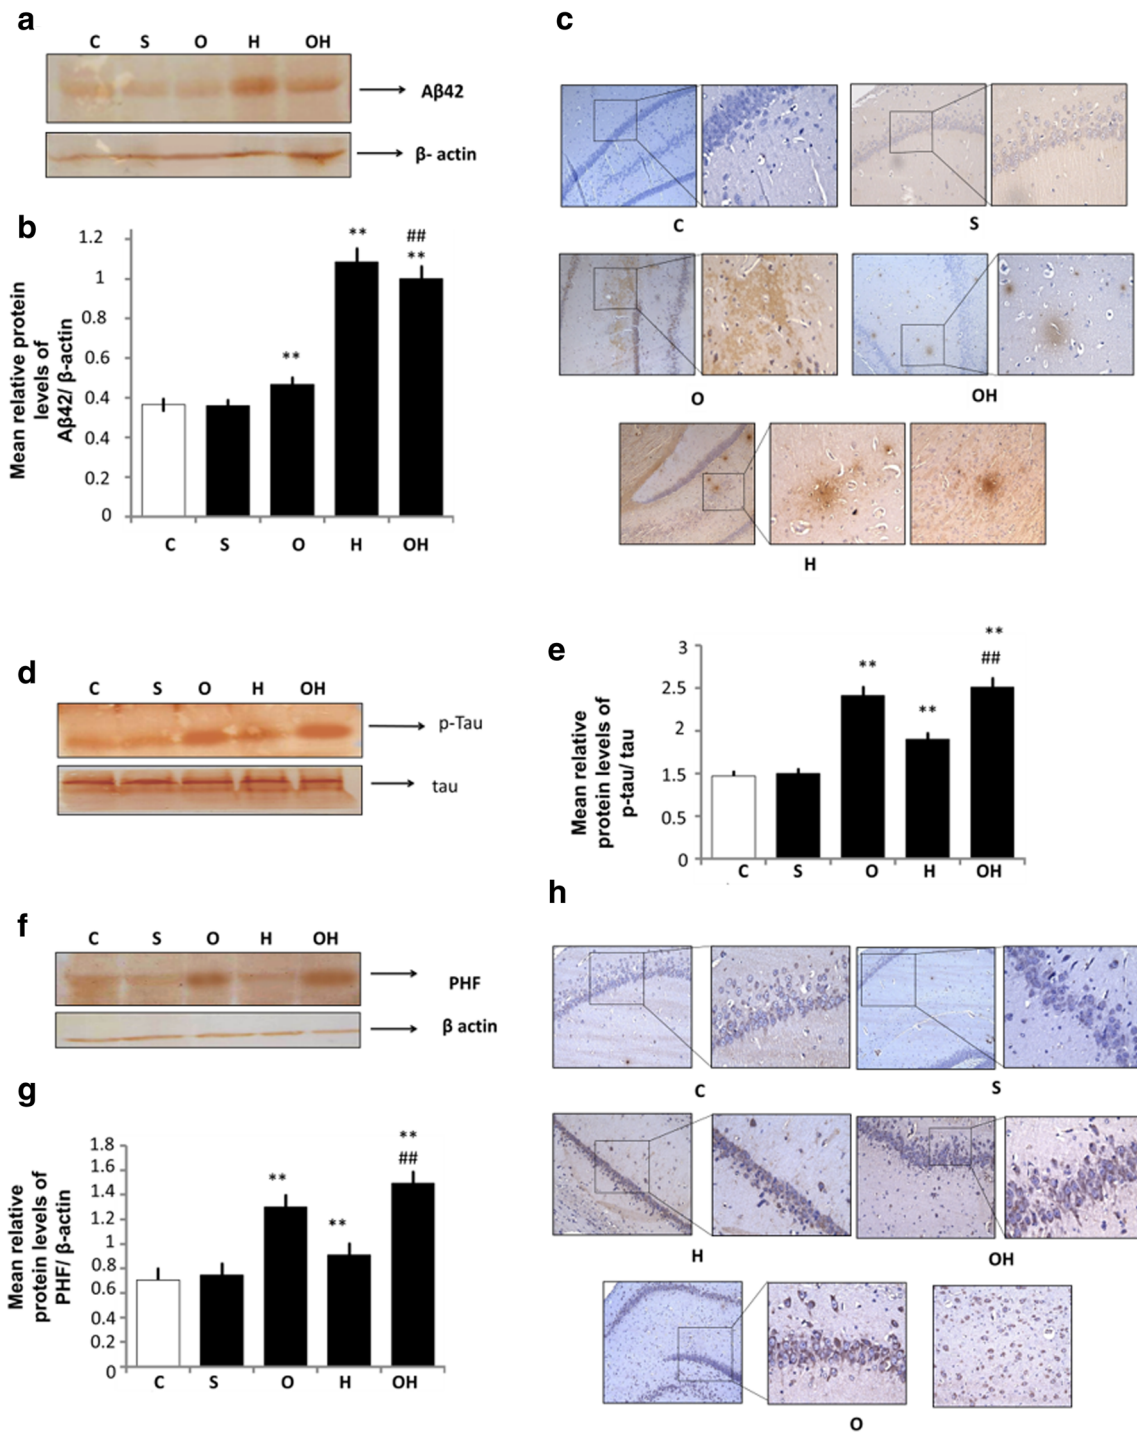 a
C S O H OH
Aβ42
β- actin
b
Mean relative protein
levels of
Aβ42/ β-actin
1.2
1
0.8
0.6
0.4
0.4
0.2
0
**
**
##
**
C S O H OH
c
C
S
O
OH
H
d
C S O H OH
p-Tau
tau
e
Mean relative
protein levels of
p-tau/ tau
3
2.5
2
1.5
0.5
0
**
**
**
##
C S O H OH
f
C S O H OH
PHF
β actin
g
Mean relative
protein levels of
PHF/ β-actin
1.8
1.6
1.4
1.2
1
0.8
0.6
0.4
0.2
0
**
**
**
##
C S O H OH
h
C
S
H
OH
O